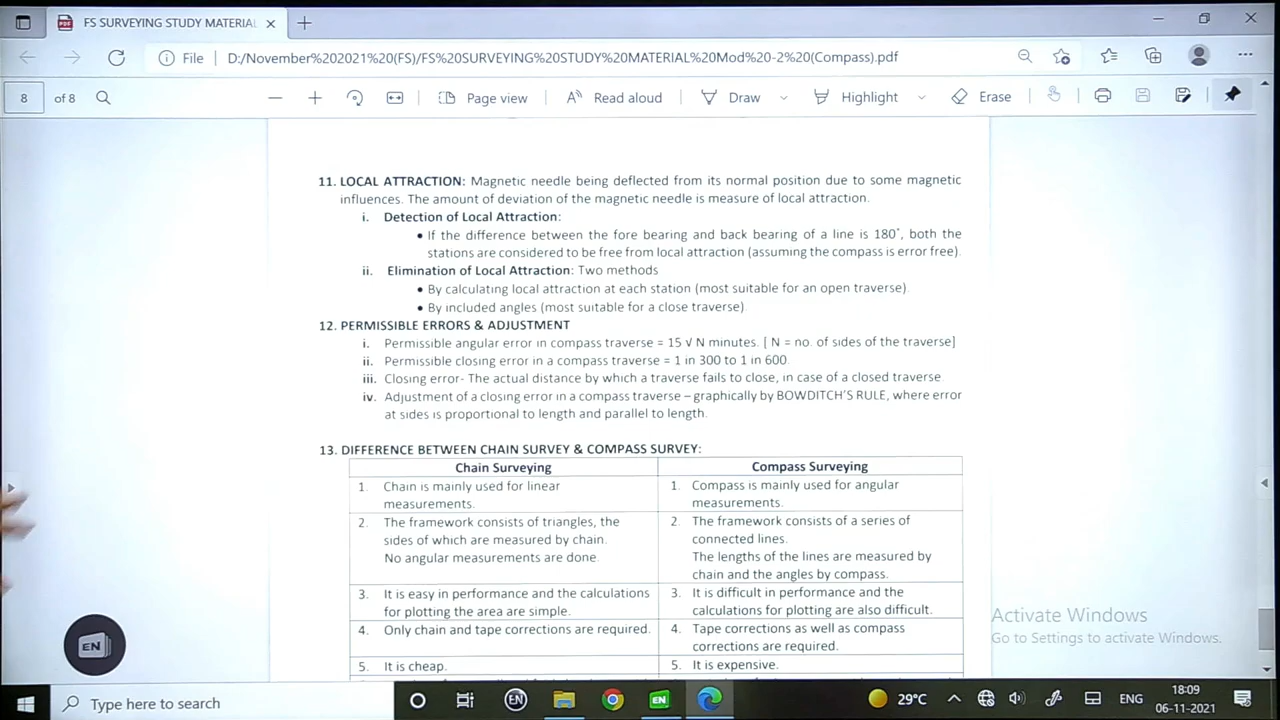 FS SURVEYING STUDY MATERIAL
File D:/November%202021%20(FS)/FS%20SURVEYING%20STUDY%20MATERIAL%20Mod%20-2%20(Compass).pdf
8 of 8 Page view Read aloud Draw Highlight Erase
11. LOCAL ATTRACTION: Magnetic needle being deflected from its normal position due to some magnetic
influences. The amount of deviation of the magnetic needle is measure of local attraction.
i. Detection of Local Attraction:
• If the difference between the fore bearing and back bearing of a line is 180˚, both the
stations are considered to be free from local attraction (assuming the compass is error free).
ii. Elimination of Local Attraction: Two methods
• By calculating local attraction at each station (most suitable for an open traverse).
• By included angles (most suitable for a close traverse).
12. PERMISSIBLE ERRORS & ADJUSTMENT
i. Permissible angular error in compass traverse = 15 √ N minutes. [ N = no. of sides of the traverse]
ii. Permissible closing error in a compass traverse = 1 in 300 to 1 in 600.
iii. Closing error- The actual distance by which a traverse fails to close, in case of a closed traverse.
iv. Adjustment of a closing error in a compass traverse – graphically by BOWDITCH'S RULE, where error
at sides is proportional to length and parallel to length.
13. DIFFERENCE BETWEEN CHAIN SURVEY & COMPASS SURVEY:
Chain Surveying Compass Surveying
1. Chain is mainly used for linear
measurements.
1. Compass is mainly used for angular
measurements.
2. The framework consists of triangles, the
sides of which are measured by chain.
No angular measurements are done.
2. The framework consists of a series of
connected lines.
The lengths of the lines are measured by
chain and the angles by compass.
3. It is easy in performance and the calculations
for plotting the area are simple.
3. It is difficult in performance and the
calculations for plotting are also difficult.
4. Only chain and tape corrections are required.
4. Tape corrections as well as compass
corrections are required.
5. It is cheap.
5. It is expensive.
Activate Windows
Go to Settings to activate Windows.
EN
Type here to search
EN
EN
29°C
ENG
18:09
06-11-2021